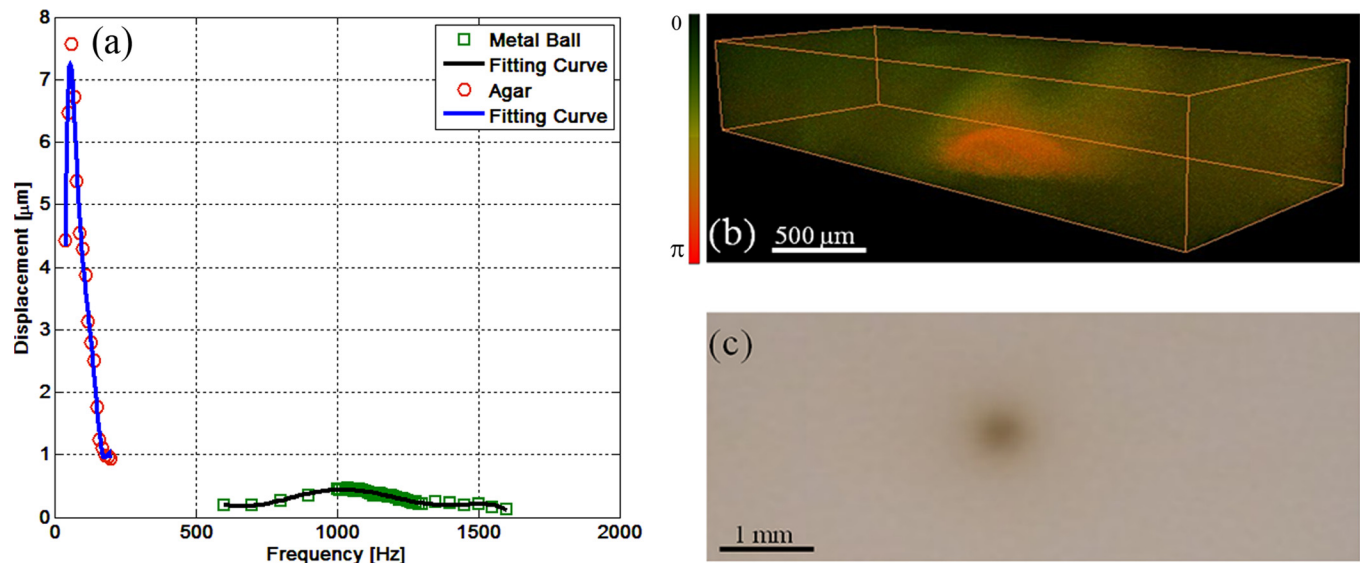 (a)
8
7
6
5
4
3
2
1
0
Displacement [µm]
0
500
1000
1500
2000
Frequency [Hz]
Metal Ball
Fitting Curve
Agar
Fitting Curve
0
π
(b)
500 µm
(c)
1 mm